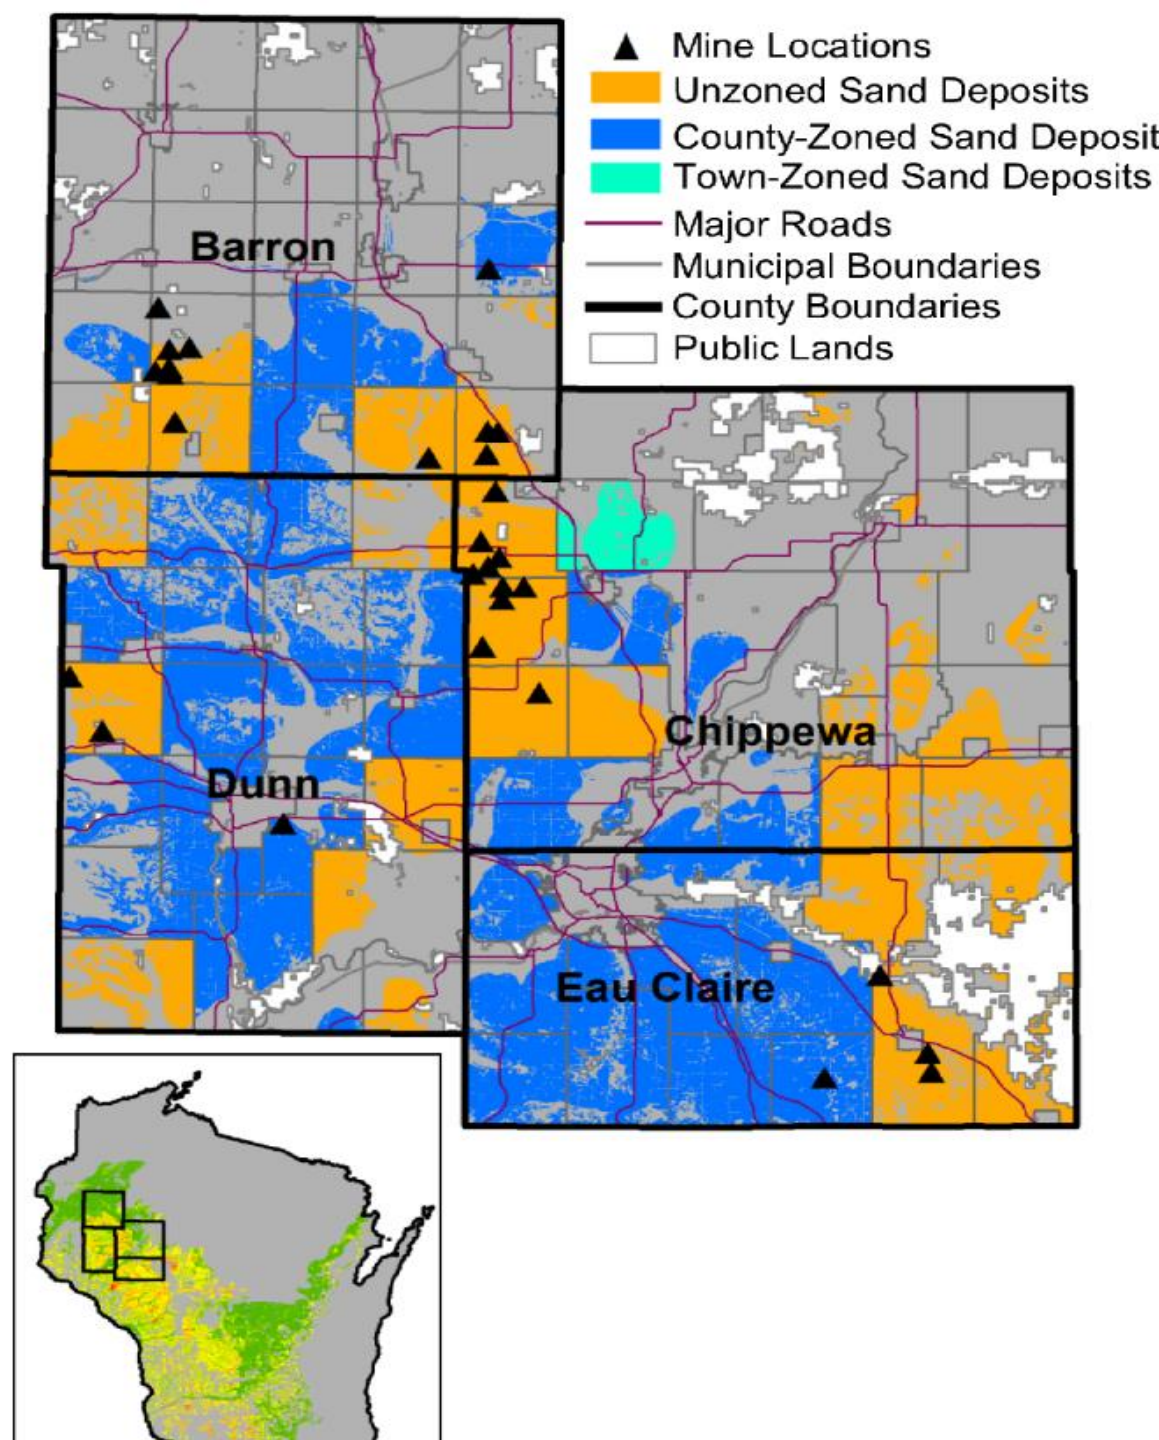 Mine Locations
Unzoned Sand Deposits
County-Zoned Sand Deposit
Town-Zoned Sand Deposits
Major Roads
Municipal Boundaries
County Boundaries
Public Lands
Barron
Chippewa
Dunn
Eau Claire